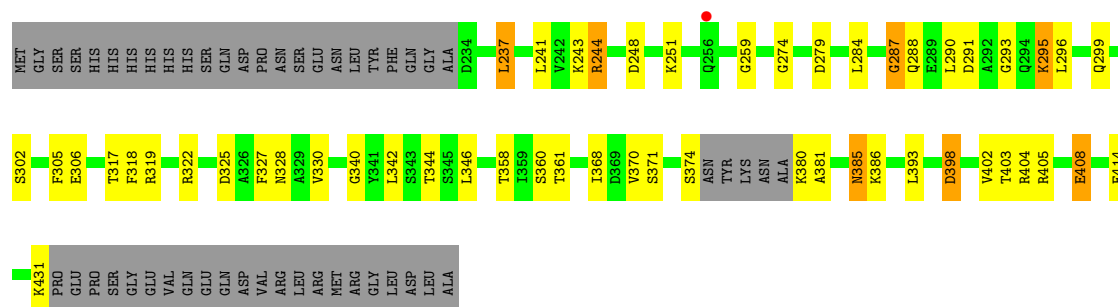 MET GLY SER SER HIS HIS HIS HIS HIS HIS SER GLN ASP PRO ASN SER GLU ASN LEU TYR PHE GLN GLY ALA D234 L237 L241 V242 K243 R244 D248 K251 Q256 G259 G274 D279 L284 G287 Q288 E289 L290 D291 A292 G293 Q294 K295 L296 Q299
S302 F305 E306 T317 F318 R319 R322 D325 A326 F327 N328 A329 V330 G340 Y341 L342 S343 T344 S345 L346 T358 I359 S360 T361 I368 D369 V370 S371 S374 ASN TYR LYS ASN ALA K380 A381 N385 K386 L393 D398 V402 T403 R404 R405 E408
K431 PRO GLU PRO SER GLY GLU VAL GLN GLU GLN ASP VAL ARG LEU ARG MET ARG GLY LEU ASP LEU ALA